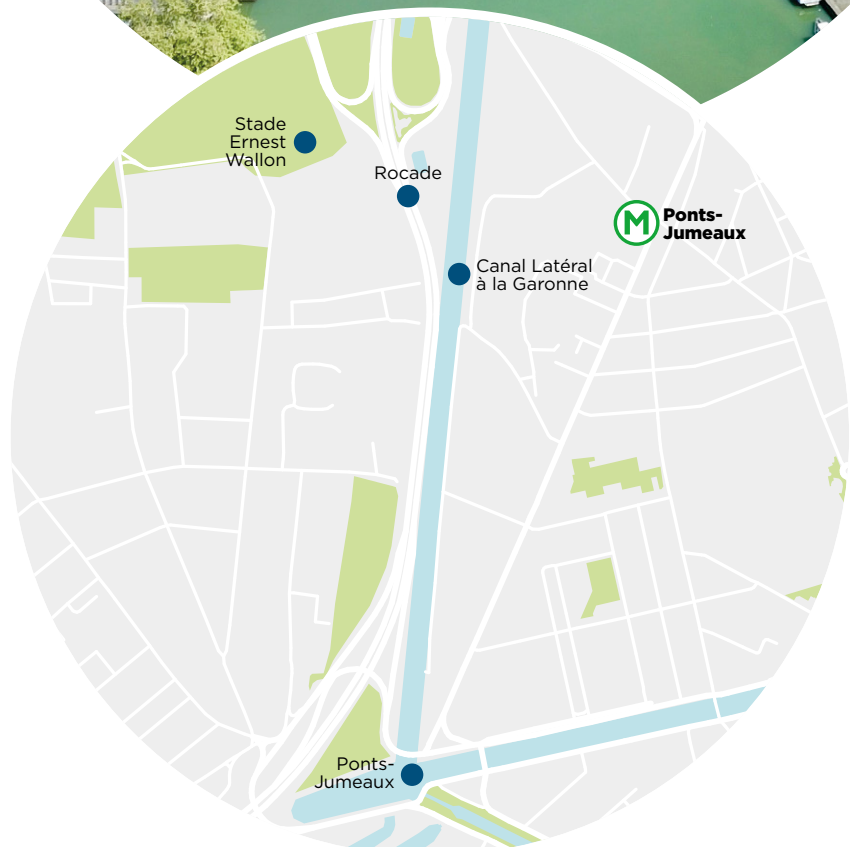 Stade
Ernest
Wallon
Rocade
M
Ponts-
Jumeaux
Canal Latéral
à la Garonne
Ponts-
Jumeaux